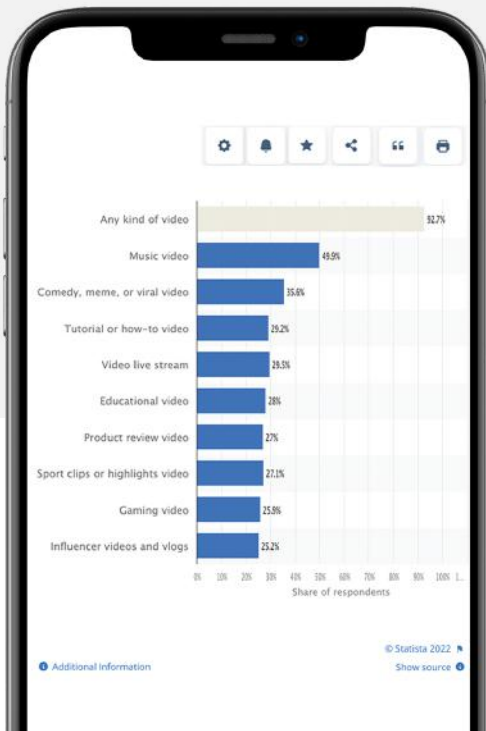 Any kind of video 92.7%
Music video 49.9%
Comedy, meme, or viral video 35.6%
Tutorial or how-to video 29.2%
Video live stream 29.5%
Educational video 28%
Product review video 27%
Sport clips or highlights video 27.1%
Gaming video 25.9%
Influencer videos and vlogs 25.2%
0% 10% 20% 30% 40% 50% 60% 70% 80% 90% 100% 1...
Share of respondents
© Statista 2022
Additional Information Show source